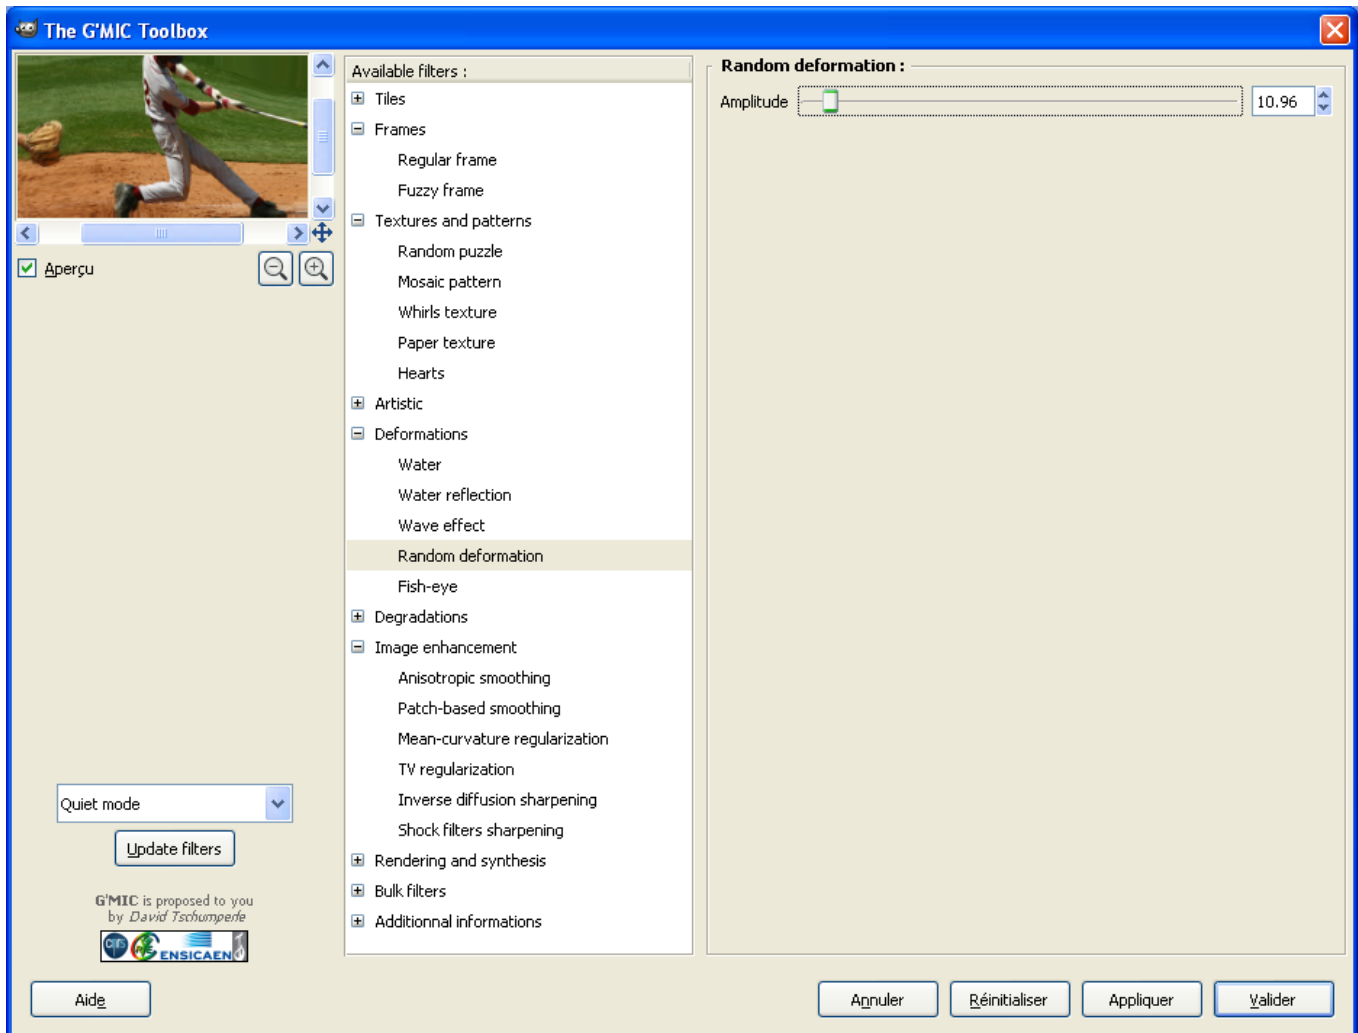 The G'MIC Toolbox
Aperçu
Quiet mode
Update filters
G'MIC is proposed to you
by David Tschumperle
cnrs
ENSICAEN
Available filters :
Tiles
Frames
Regular frame
Fuzzy frame
Textures and patterns
Random puzzle
Mosaic pattern
Whirls texture
Paper texture
Hearts
Artistic
Deformations
Water
Water reflection
Wave effect
Random deformation
Fish-eye
Degradations
Image enhancement
Anisotropic smoothing
Patch-based smoothing
Mean-curvature regularization
TV regularization
Inverse diffusion sharpening
Shock filters sharpening
Rendering and synthesis
Bulk filters
Additionnal informations
Random deformation :
Amplitude 10.96
Aide Annuler Réinitialiser Appliquer Valider